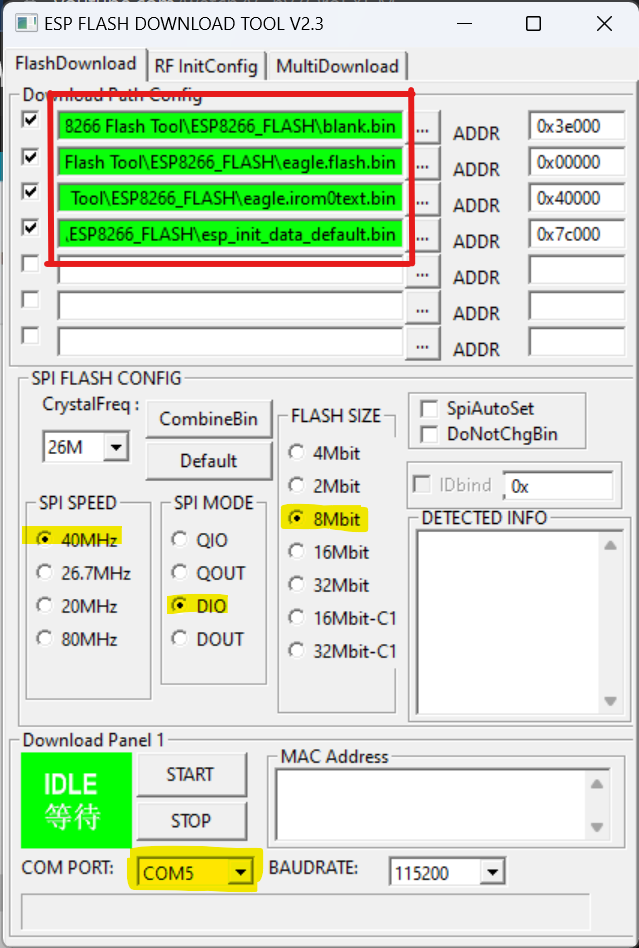 ESP FLASH DOWNLOAD TOOL V2.3
FlashDownload RF InitConfig MultiDownload
Download Path Config
8266 Flash Tool\ESP8266_FLASH\blank.bin ... ADDR 0x3e000
Flash Tool\ESP8266_FLASH\eagle.flash.bin ... ADDR 0x00000
Tool\ESP8266_FLASH\eagle.irom0text.bin ... ADDR 0x40000
\ESP8266_FLASH\esp_init_data_default.bin ... ADDR 0x7c000
... ADDR
... ADDR
... ADDR
SPI FLASH CONFIG
CrystalFreq :
26M
CombineBin
Default
SPI SPEED
40MHz
26.7MHz
20MHz
80MHz
SPI MODE
QIO
QOUT
DIO
DOUT
FLASH SIZE
4Mbit
2Mbit
8Mbit
16Mbit
32Mbit
16Mbit-C1
32Mbit-C1
SpiAutoSet
DoNotChgBin
IDbind 0x
DETECTED INFO
Download Panel 1
IDLE
等待
START
STOP
MAC Address
COM PORT: COM5 BAUDRATE: 115200